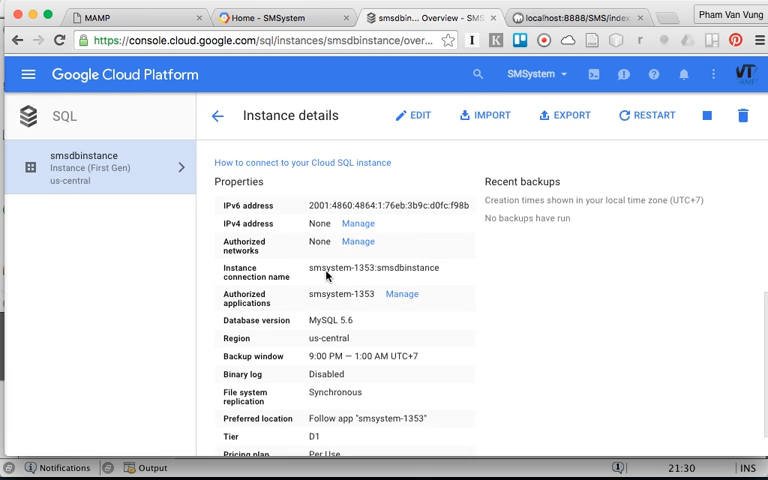 MAMP
Home - SMSystem
smsdbin... Overview - SMS
localhost:8888/SMS/index
Pham Van Vung
https://console.cloud.google.com/sql/instances/smsdbinstance/over...
Google Cloud Platform
SMSystem
VT
SQL
Instance details
EDIT
IMPORT
EXPORT
RESTART
smsdbinstance
Instance (First Gen)
us-central
How to connect to your Cloud SQL instance
Properties
IPv6 address 2001:4860:4864:1:76eb:3b9c:d0fc:f98b
IPv4 address None Manage
Authorized networks None Manage
Instance connection name smsystem-1353:smsdbinstance
Authorized applications smsystem-1353 Manage
Database version MySQL 5.6
Region us-central
Backup window 9:00 PM — 1:00 AM UTC+7
Binary log Disabled
File system replication Synchronous
Preferred location Follow app "smsystem-1353"
Tier D1
Pricing plan Per Use
Recent backups
Creation times shown in your local time zone (UTC+7)
No backups have run
Notifications
Output
21:30
INS